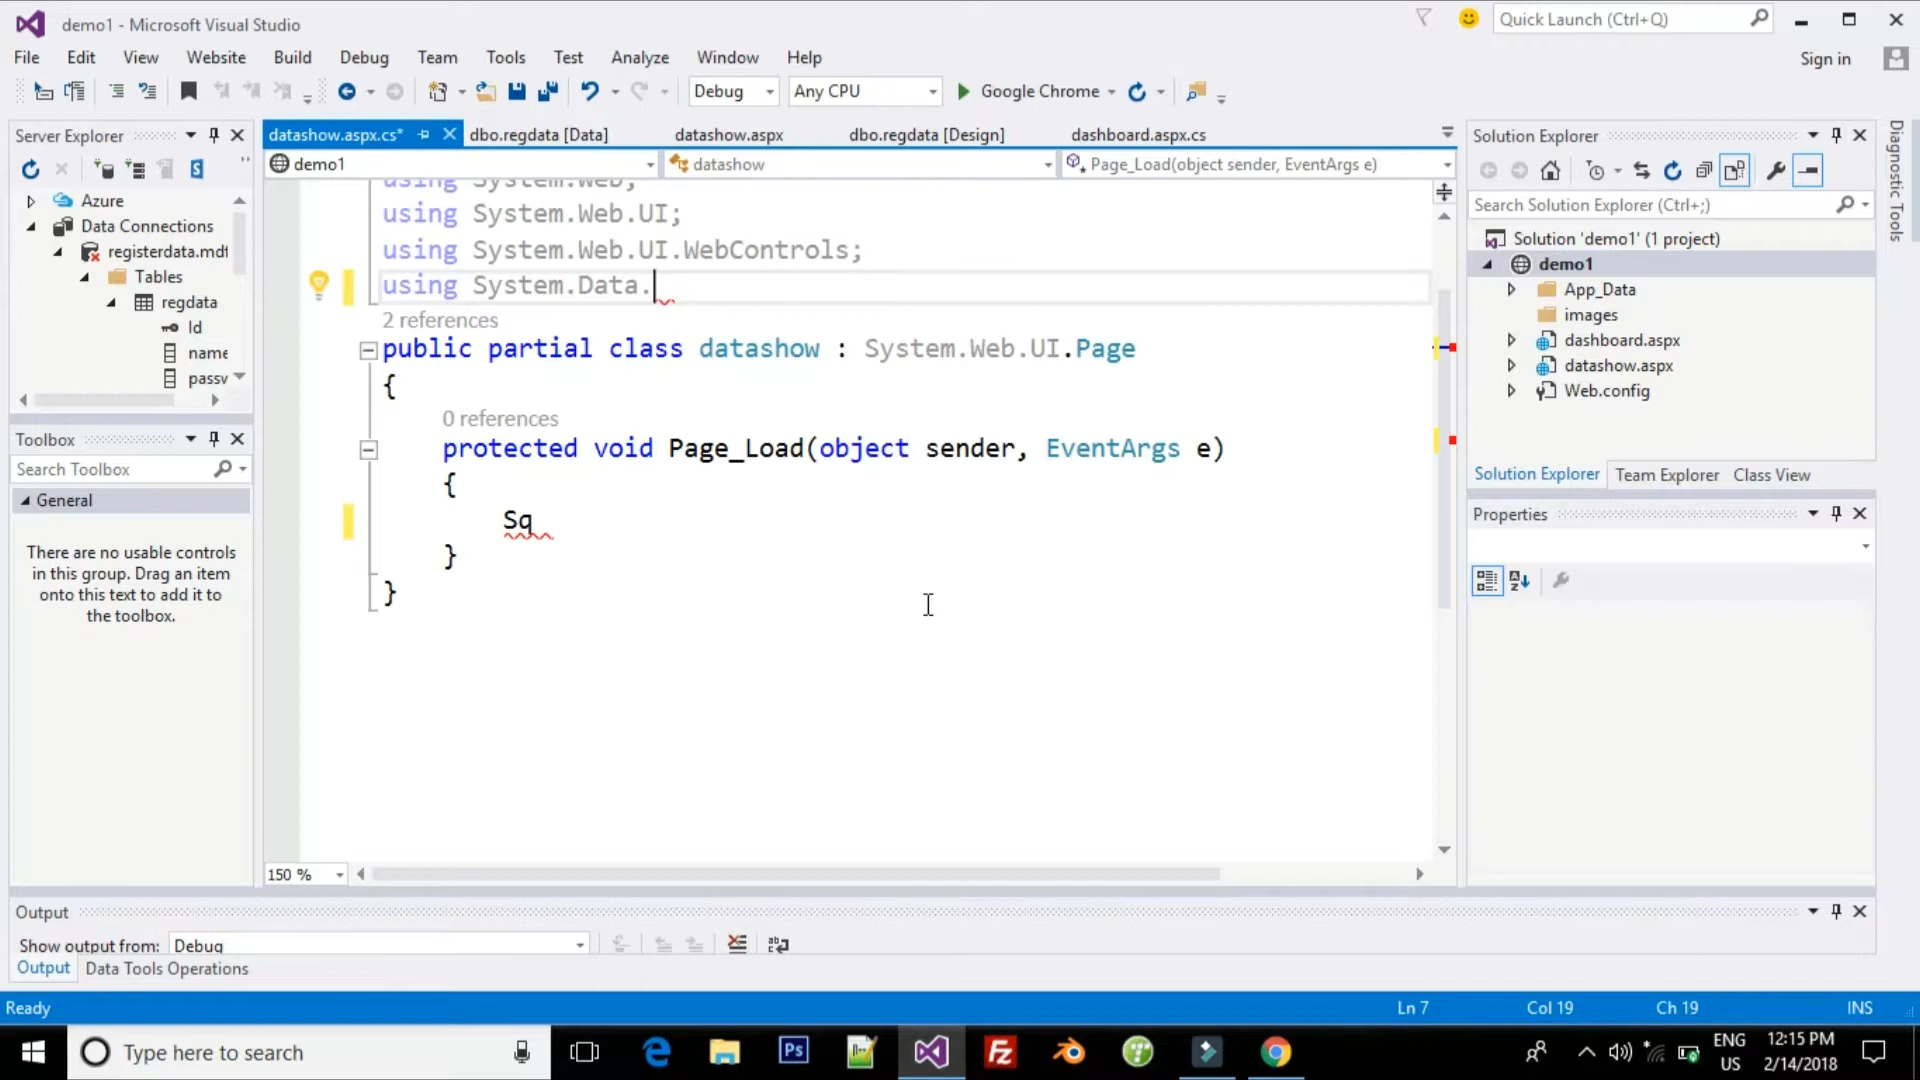 demo1 - Microsoft Visual Studio
Quick Launch (Ctrl+Q)
File Edit View Website Build Debug Team Tools Test Analyze Window Help
Sign in
Debug Any CPU Google Chrome
Server Explorer
Azure
Data Connections
registerdata.mdf
Tables
regdata
Id
name
passw
Toolbox
Search Toolbox
General
There are no usable controls
in this group. Drag an item
onto this text to add it to
the toolbox.
datashow.aspx.cs* dbo.regdata [Data] datashow.aspx dbo.regdata [Design] dashboard.aspx.cs
demo1 datashow Page_Load(object sender, EventArgs e)
using System.Web;
using System.Web.UI;
using System.Web.UI.WebControls;
using System.Data.
2 references
public partial class datashow : System.Web.UI.Page
{
0 references
protected void Page_Load(object sender, EventArgs e)
{
Sq
}
}
150 %
Solution Explorer
Search Solution Explorer (Ctrl+;)
Solution 'demo1' (1 project)
demo1
App_Data
images
dashboard.aspx
datashow.aspx
Web.config
Solution Explorer Team Explorer Class View
Properties
Diagnostic Tools
Output
Show output from: Debug
Output Data Tools Operations
Ready Ln 7 Col 19 Ch 19 INS
Type here to search
Ps
Fz
ENG
US
12:15 PM
2/14/2018